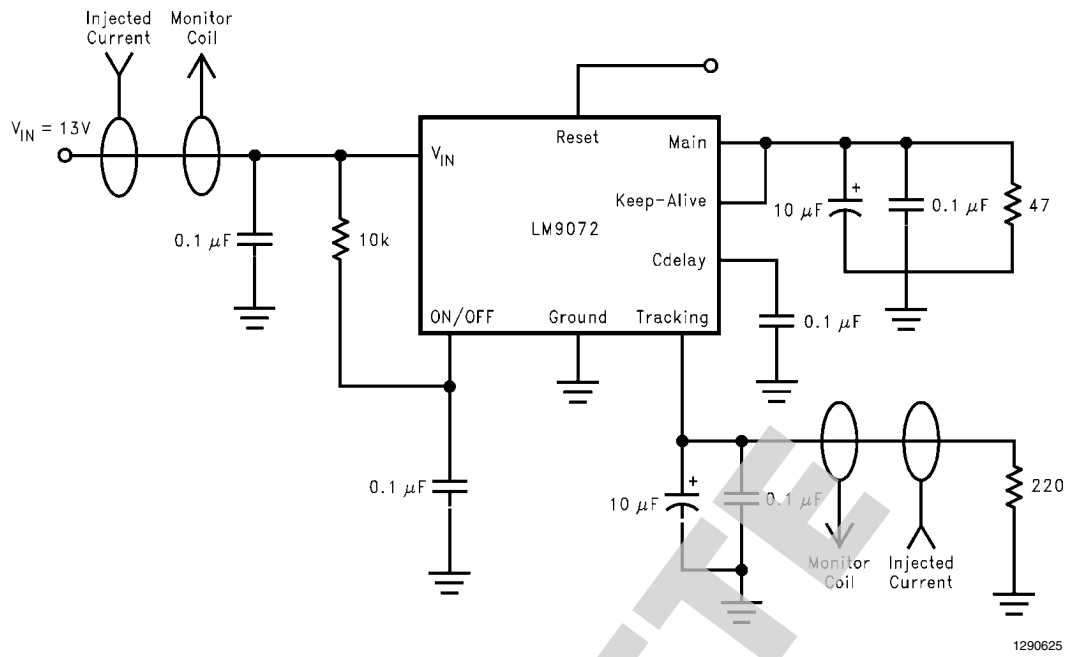 Injected Current
Monitor Coil
V_IN = 13V
0.1 µF
10k
V_IN
Reset
Main
Keep-Alive
LM9072
Cdelay
ON/OFF
Ground
Tracking
10 µF
+
0.1 µF
47
0.1 µF
0.1 µF
10 µF
+
0.1 µF
220
Monitor Coil
Injected Current
1290625